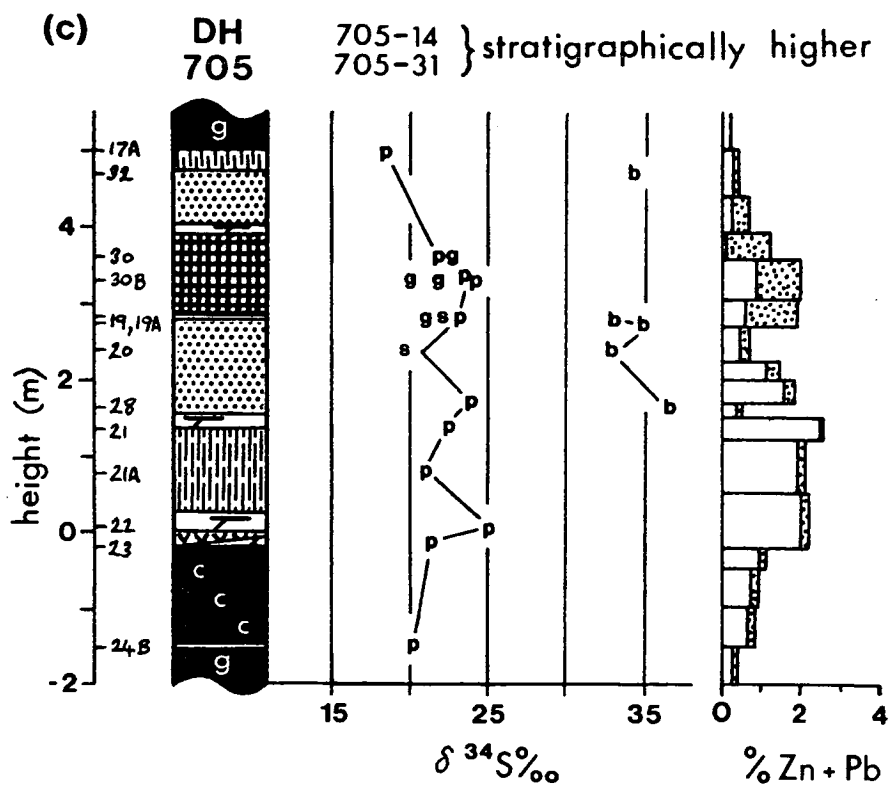 (c) DH 705-14 } stratigraphically higher
705 705-31
g
17A p
32 b
4
30 p g
30B g g p p
19,19A g s p b - b
20 s b
2
28 p b
21 p
21A p
22 p
0
23 p
c
c
c
24B p
g
-2
height (m)
15 25 35
δ 34S‰
0 2 4
% Zn + Pb